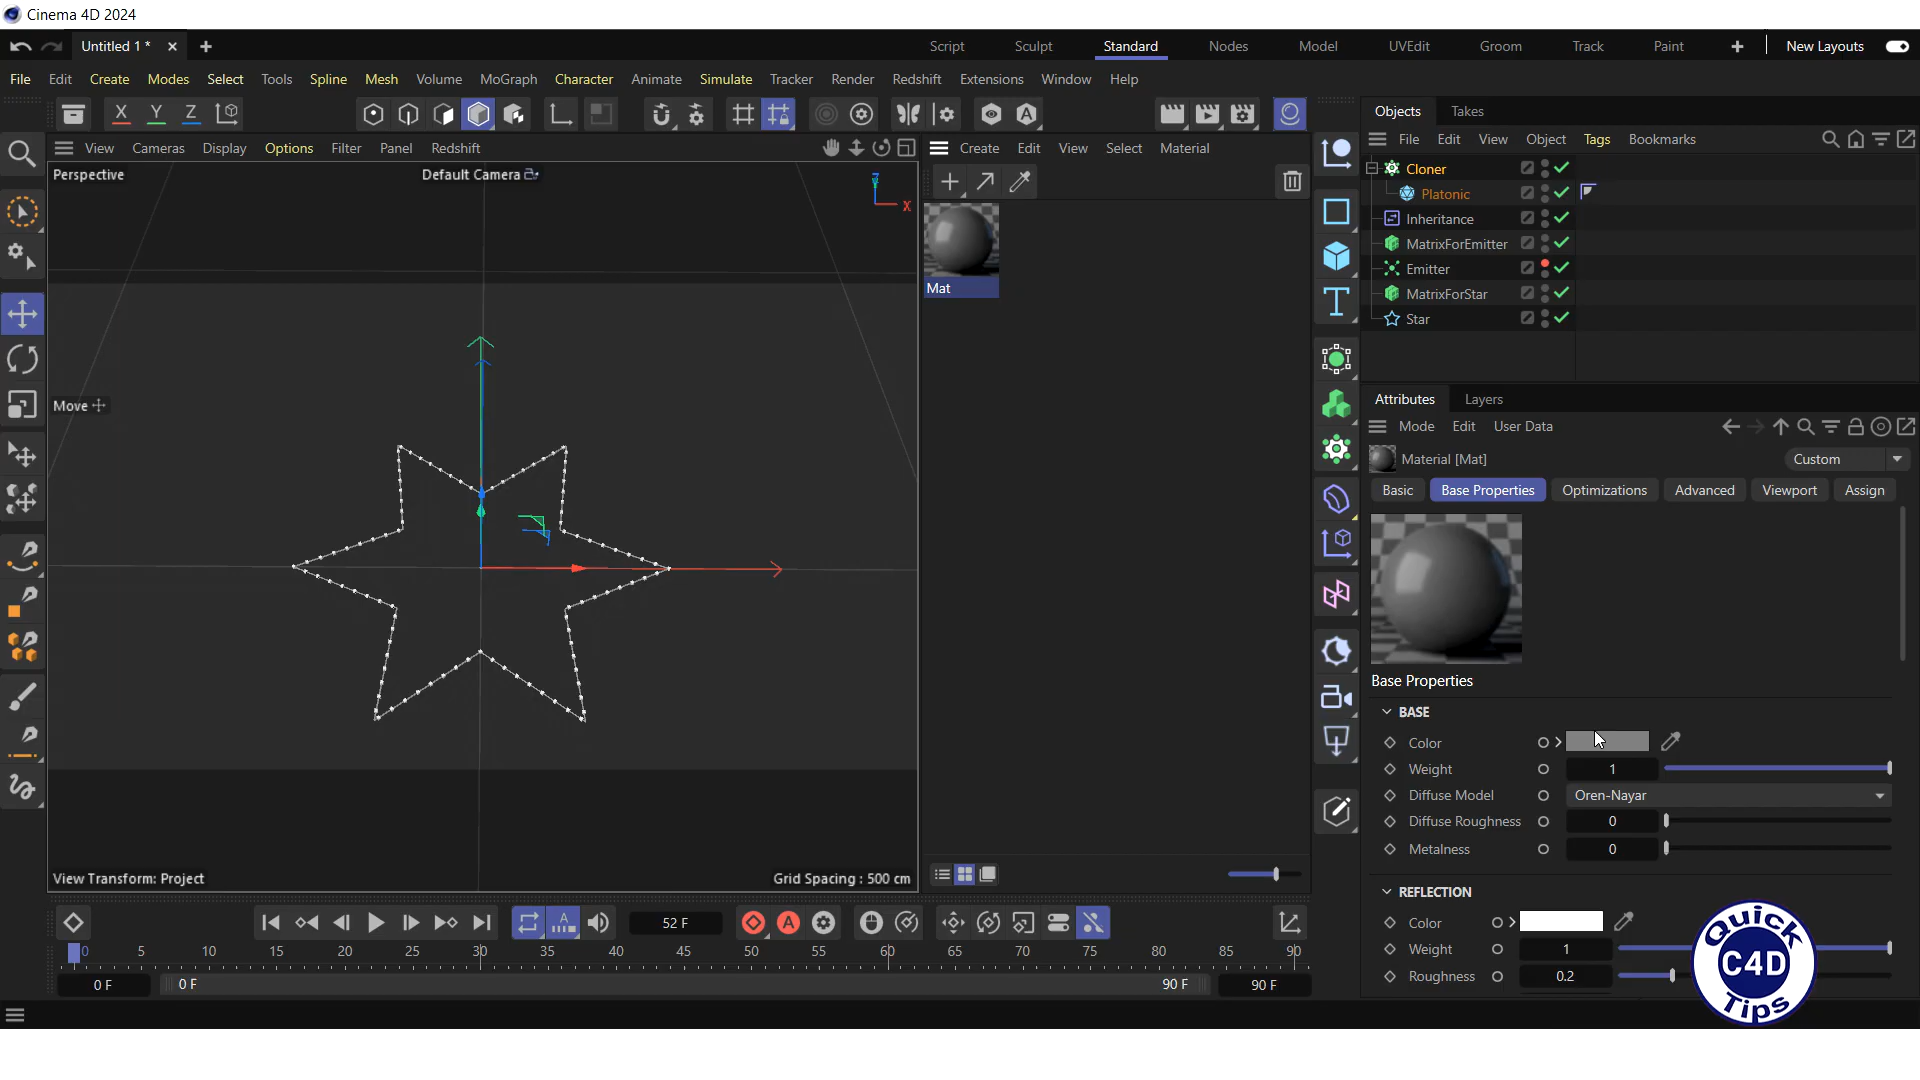 Cinema 4D 2024
Untitled 1 *
Script Sculpt Standard Nodes Model UVEdit Groom Track Paint New Layouts
File Edit Create Modes Select Tools Spline Mesh Volume MoGraph Character Animate Simulate Tracker Render Redshift Extensions Window Help
X Y Z
Objects Takes
File Edit View Object Tags Bookmarks
View Cameras Display Options Filter Panel Redshift
Create Edit View Select Material
Perspective
Default Camera
X
Mat
Cloner
Platonic
Inheritance
MatrixForEmitter
Emitter
MatrixForStar
Star
Move
Attributes Layers
Mode Edit User Data
Material [Mat]
Custom
Basic Base Properties Optimizations Advanced Viewport Assign
Base Properties
BASE
Color
Weight 1
Diffuse Model Oren-Nayar
Diffuse Roughness 0
Metalness 0
REFLECTION
Color
Weight 1
Roughness 0.2
View Transform: Project
Grid Spacing : 500 cm
52 F
0 5 10 15 20 25 30 35 40 45 50 55 60 65 70 75 80 85 90
0 F 0 F 90 F 90 F
Quick
C4D
Tips